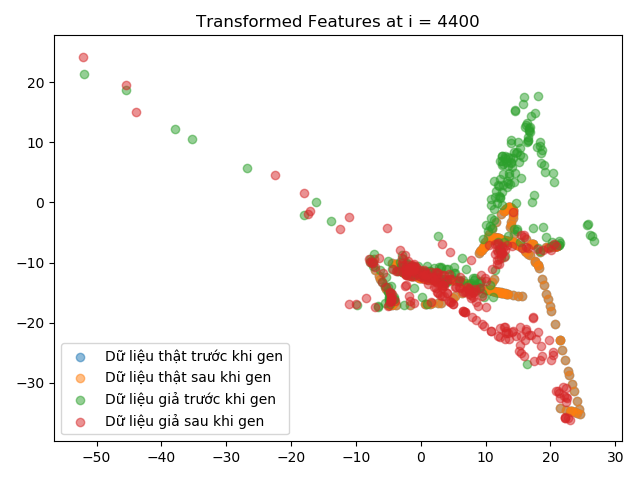 Transformed Features at i = 4400
20
10
0
−10
−20
−30
Dữ liệu thật trước khi gen
Dữ liệu thật sau khi gen
Dữ liệu giả trước khi gen
Dữ liệu giả sau khi gen
−50 −40 −30 −20 −10 0 10 20 30